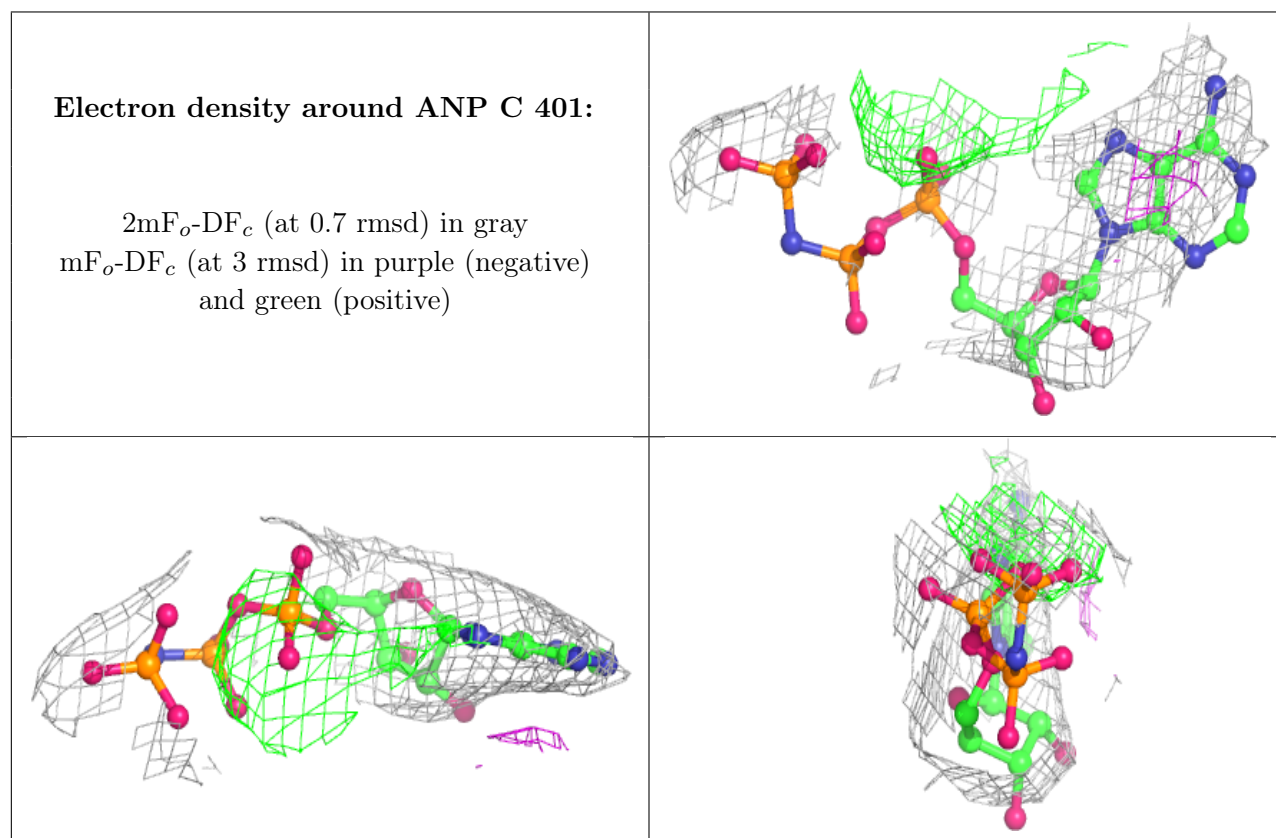 Electron density around ANP C 401:
2mFo-DFc (at 0.7 rmsd) in gray
mFo-DFc (at 3 rmsd) in purple (negative)
and green (positive)